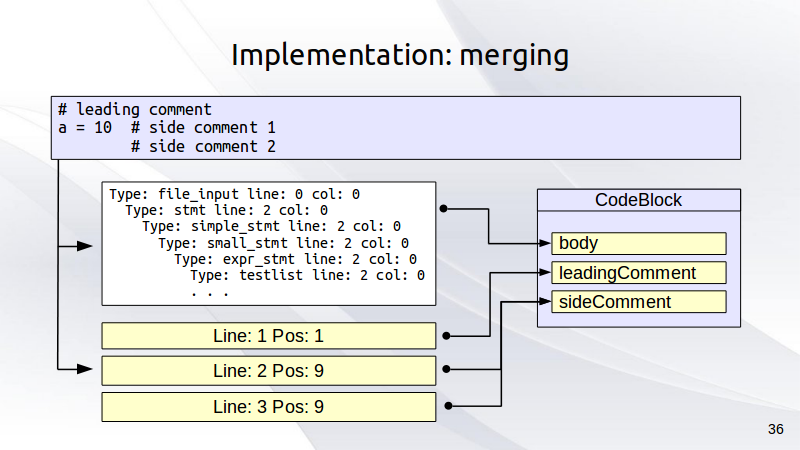 Implementation: merging
# leading comment
a = 10  # side comment 1
        # side comment 2
Type: file_input line: 0 col: 0
  Type: stmt line: 2 col: 0
    Type: simple_stmt line: 2 col: 0
      Type: small_stmt line: 2 col: 0
        Type: expr_stmt line: 2 col: 0
          Type: testlist line: 2 col: 0
          . . .
CodeBlock
body
leadingComment
sideComment
Line: 1 Pos: 1
Line: 2 Pos: 9
Line: 3 Pos: 9
36